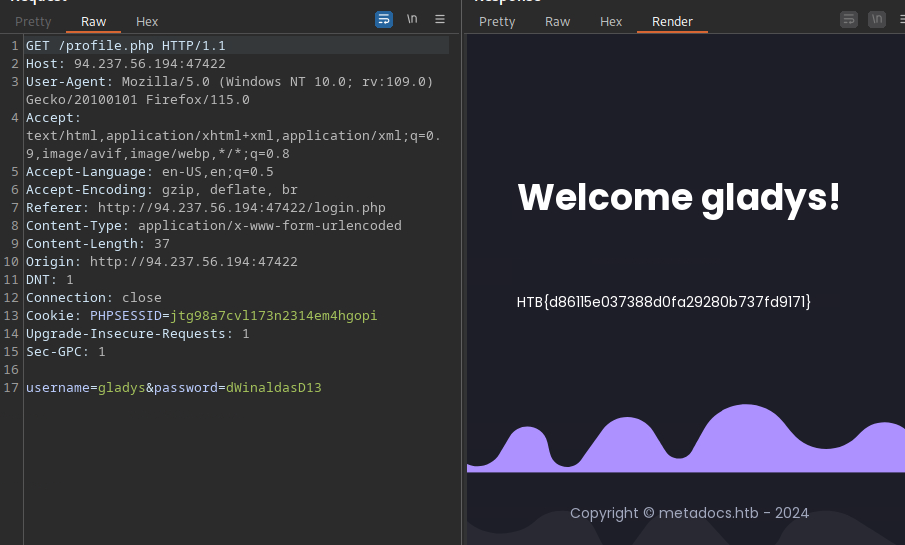 Request
Response
Pretty Raw Hex
\n
Pretty Raw Hex Render
\n
1 GET /profile.php HTTP/1.1
2 Host: 94.237.56.194:47422
3 User-Agent: Mozilla/5.0 (Windows NT 10.0; rv:109.0)
Gecko/20100101 Firefox/115.0
4 Accept:
text/html,application/xhtml+xml,application/xml;q=0.
9,image/avif,image/webp,*/*;q=0.8
5 Accept-Language: en-US,en;q=0.5
6 Accept-Encoding: gzip, deflate, br
7 Referer: http://94.237.56.194:47422/login.php
8 Content-Type: application/x-www-form-urlencoded
9 Content-Length: 37
10 Origin: http://94.237.56.194:47422
11 DNT: 1
12 Connection: close
13 Cookie: PHPSESSID=jtg98a7cvl173n2314em4hgopi
14 Upgrade-Insecure-Requests: 1
15 Sec-GPC: 1
16
17 username=gladys&password=dWinaldasD13
Welcome gladys!
HTB{d86115e037388d0fa29280b737fd9171}
Copyright © metadocs.htb - 2024